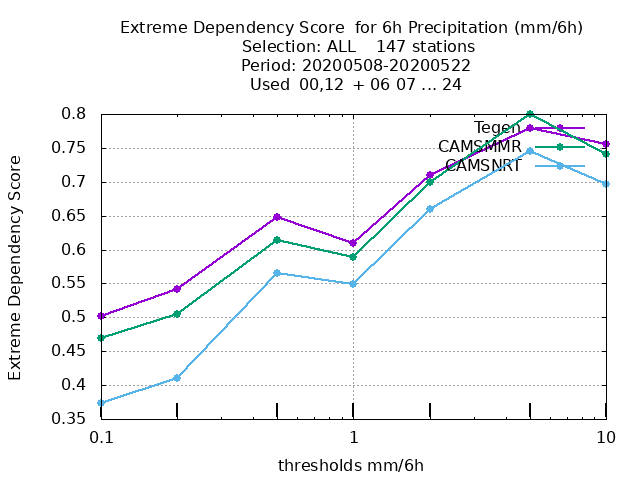 Extreme Dependency Score  for 6h Precipitation (mm/6h)
Selection: ALL    147 stations
Period: 20200508-20200522
Used  00,12  + 06 07 ... 24
Extreme Dependency Score
0.8
0.75
0.7
0.65
0.6
0.55
0.5
0.45
0.4
0.35
Tegen
CAMSMMR
CAMSNRT
0.1
1
10
thresholds mm/6h